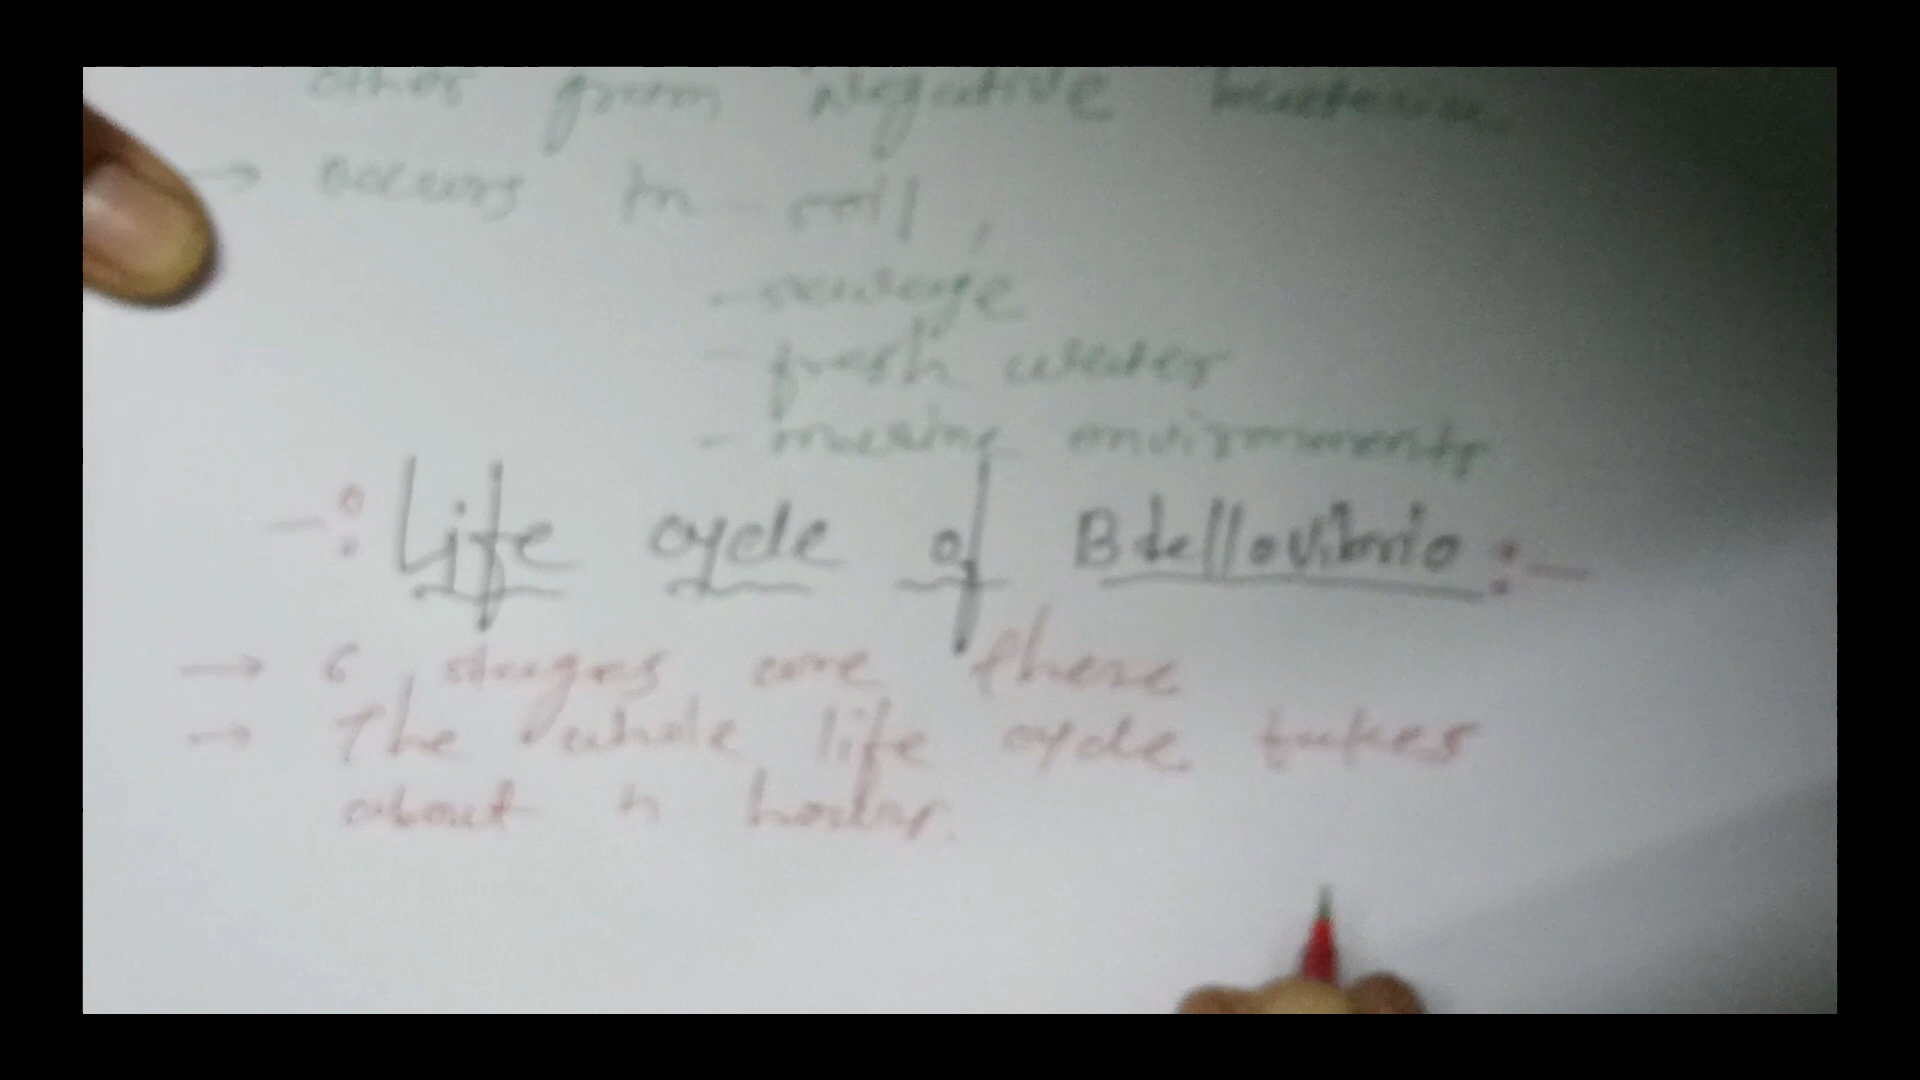 other gram Negative bacteria
→ occurs in soil,
- sewage
- fresh water
- marine environments
-: Life cycle of Bdellovibrio :-
→ 6 stages are there
→ The whole life cycle takes
about hour.